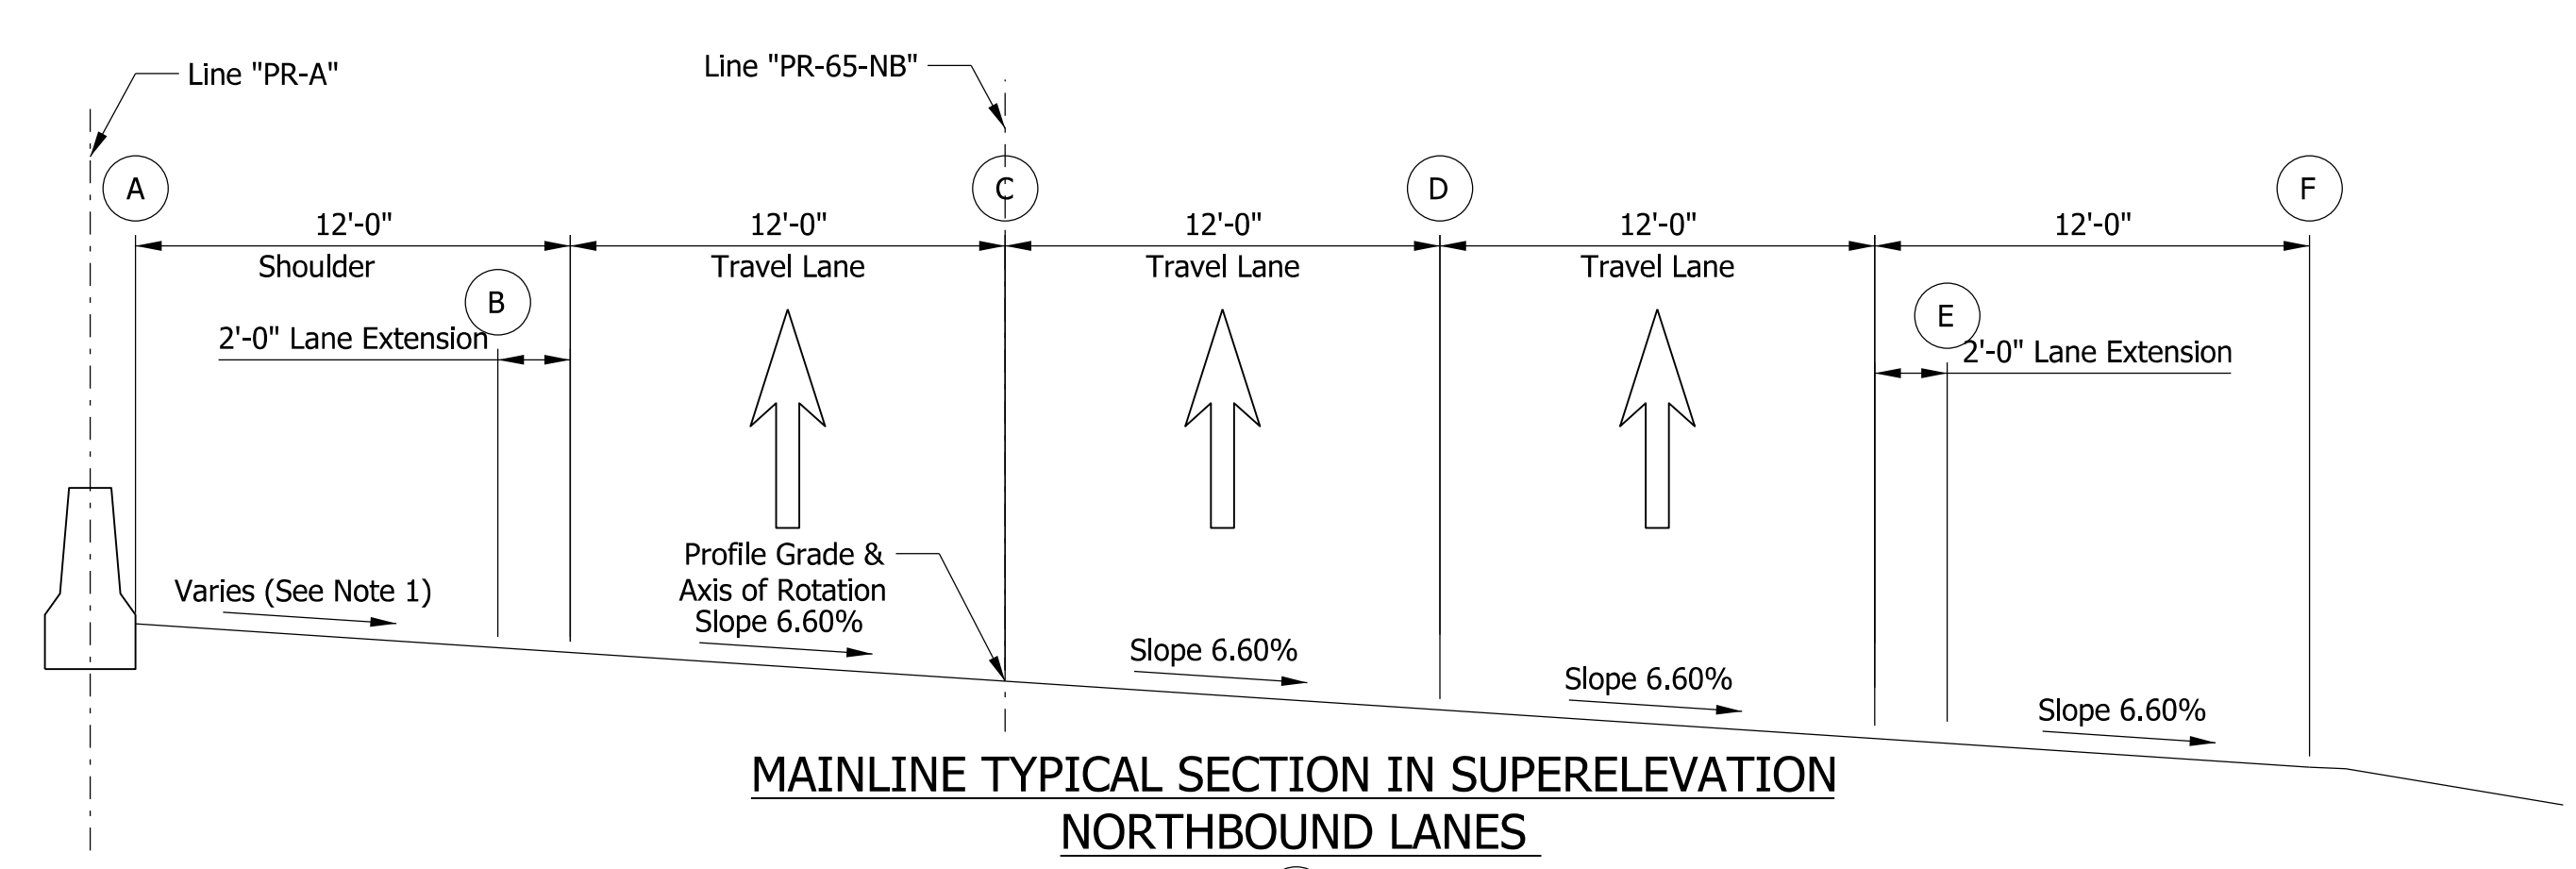 Line "PR-A"
Line "PR-65-NB"
A
C
D
F
12'-0"
12'-0"
12'-0"
12'-0"
12'-0"
Shoulder
Travel Lane
Travel Lane
Travel Lane
B
E
2'-0" Lane Extension
2'-0" Lane Extension
Profile Grade &
Axis of Rotation
Varies (See Note 1)
Slope 6.60%
Slope 6.60%
Slope 6.60%
Slope 6.60%
MAINLINE TYPICAL SECTION IN SUPERELEVATION
NORTHBOUND LANES